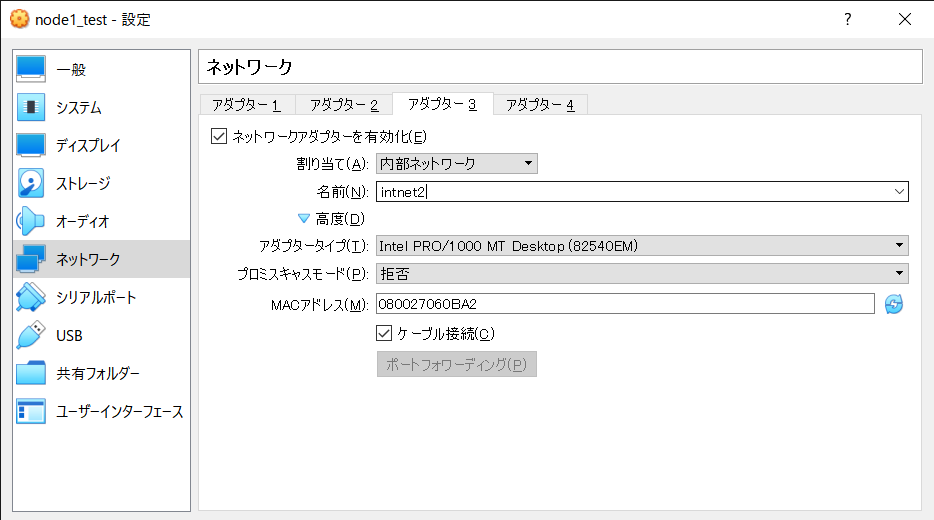 node1_test - 設定
?
一般
システム
ディスプレイ
ストレージ
オーディオ
ネットワーク
シリアルポート
USB
共有フォルダー
ユーザーインターフェース
ネットワーク
アダプター 1 アダプター 2 アダプター 3 アダプター 4
ネットワークアダプターを有効化(E)
割り当て(A): 内部ネットワーク
名前(N): intnet2
高度(D)
アダプタータイプ(T): Intel PRO/1000 MT Desktop (82540EM)
プロミスキャスモード(P): 拒否
MACアドレス(M): 080027060BA2
ケーブル接続(C)
ポートフォワーディング(P)